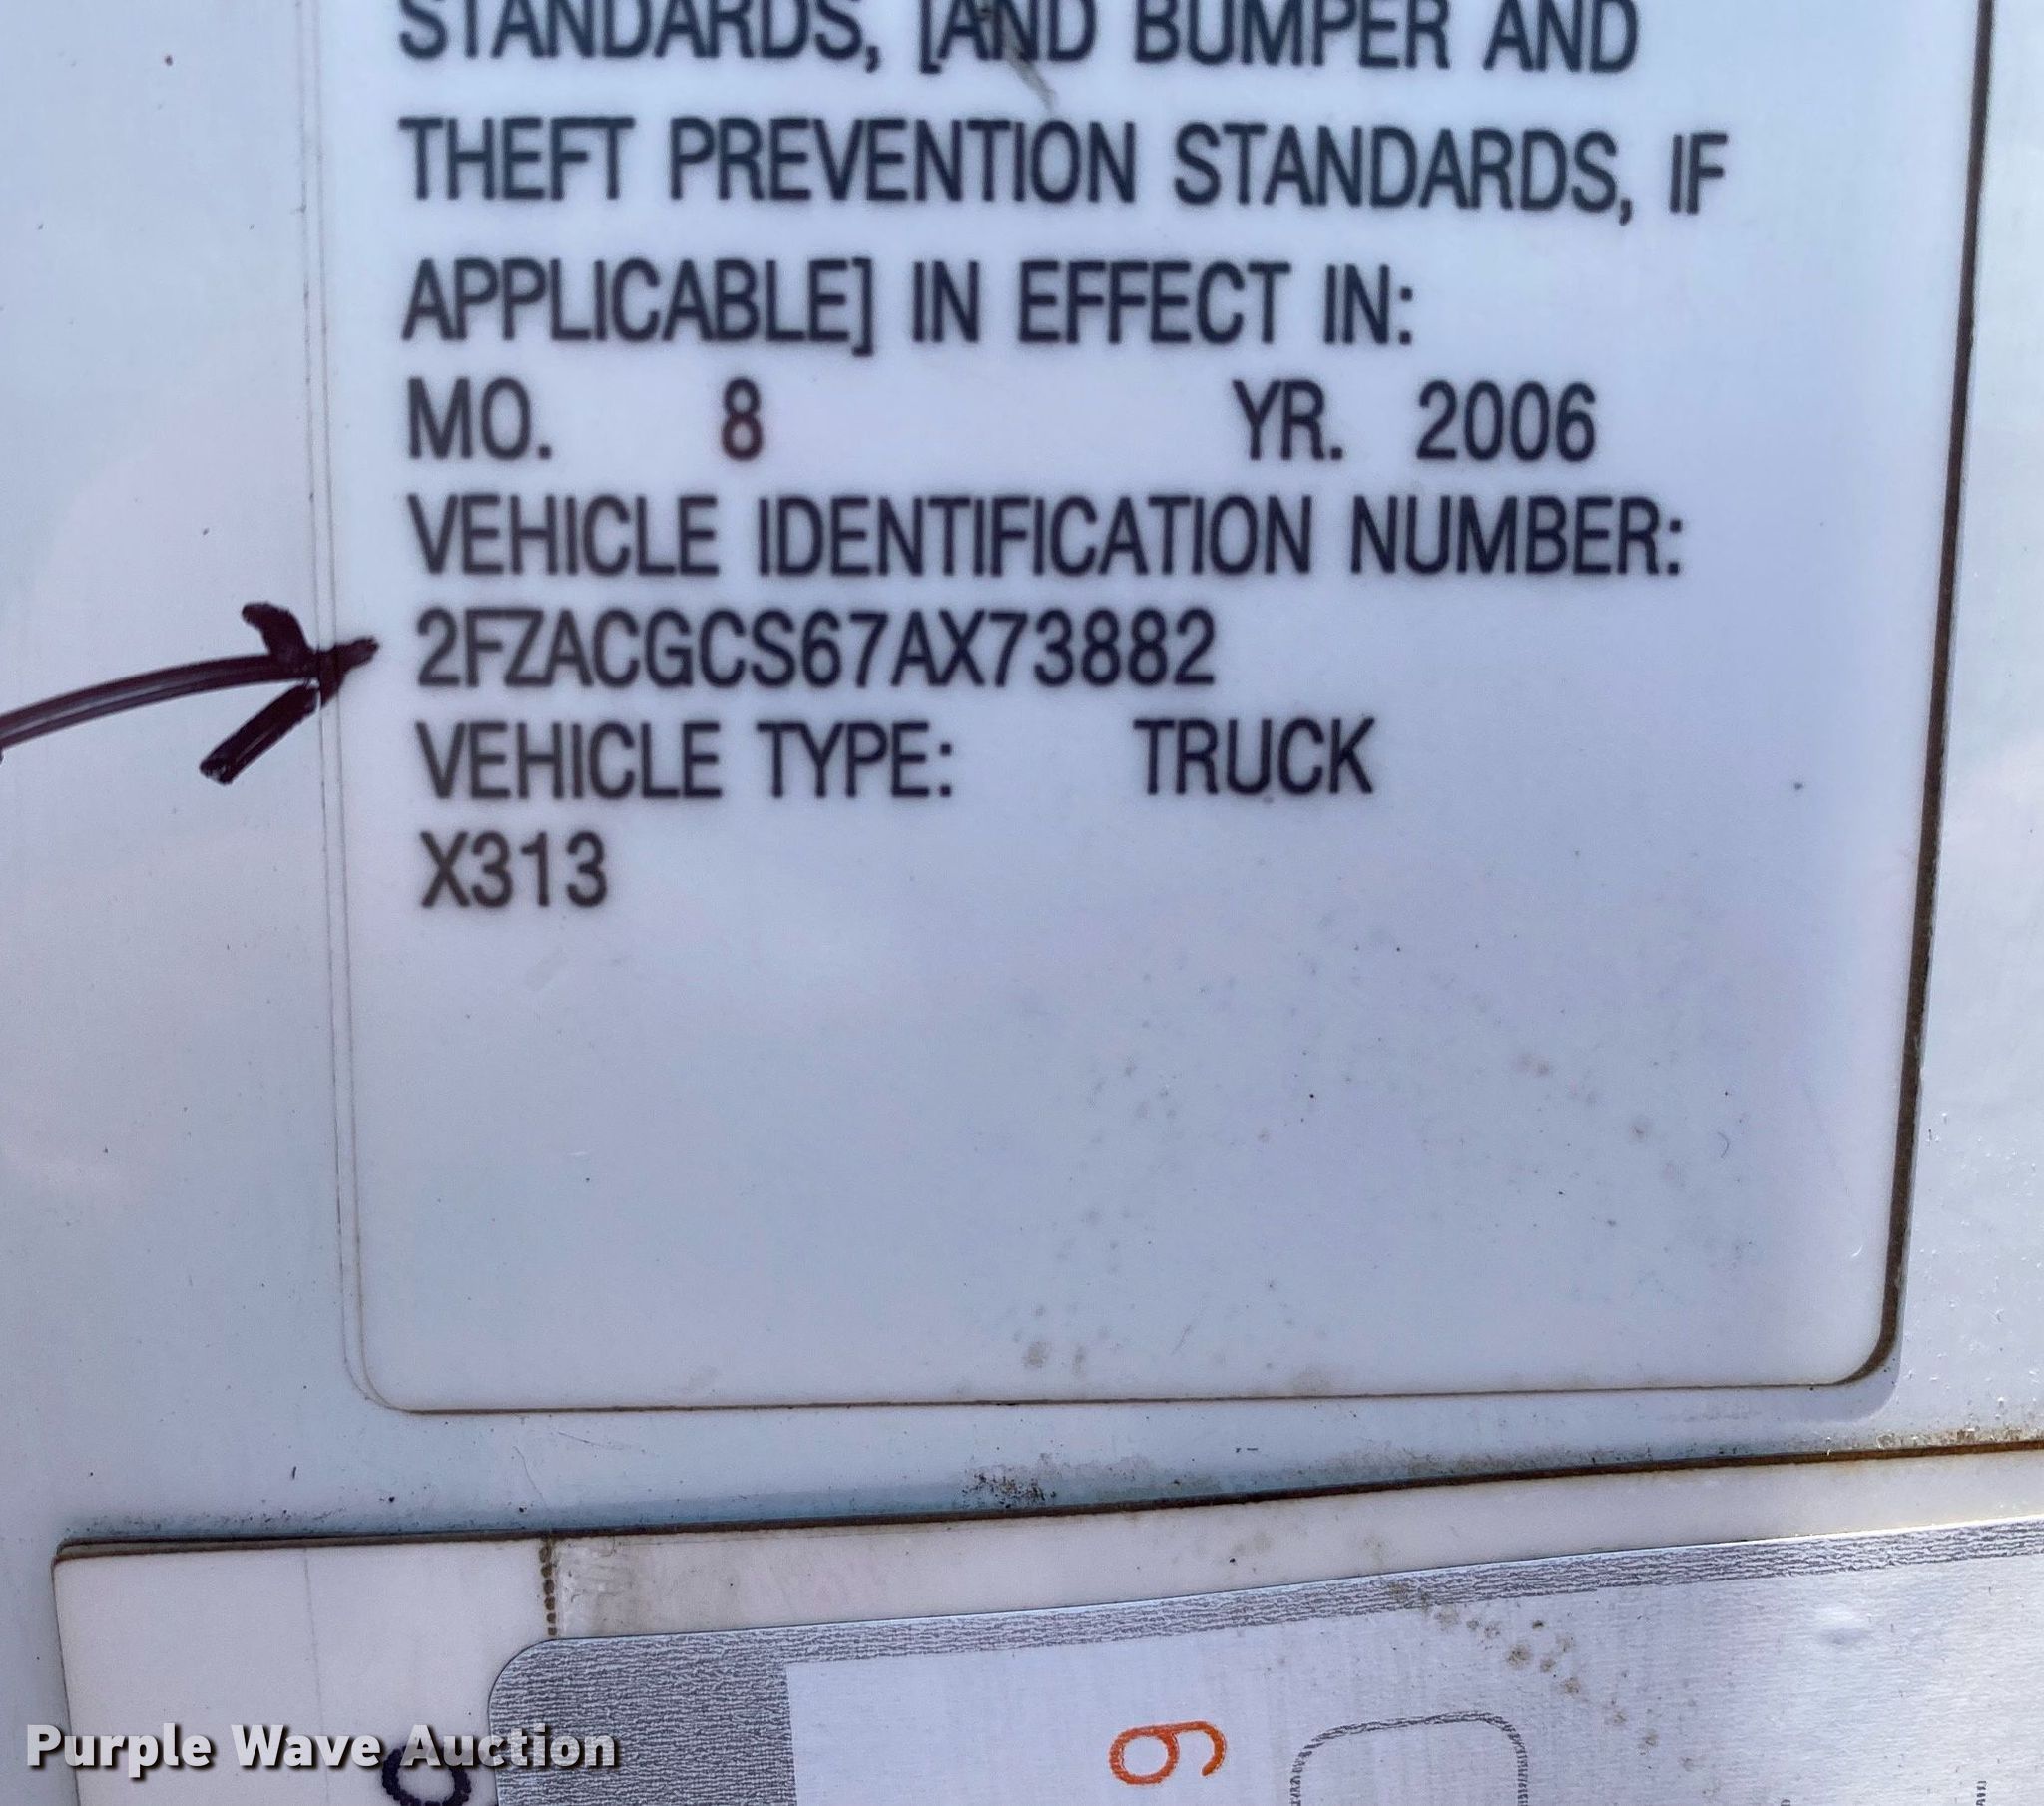 STANDARDS, [AND BUMPER AND
THEFT PREVENTION STANDARDS, IF
APPLICABLE] IN EFFECT IN:
MO. 8 YR. 2006
VEHICLE IDENTIFICATION NUMBER:
2FZACGCS67AX73882
VEHICLE TYPE: TRUCK
X313
6
Purple Wave Auction